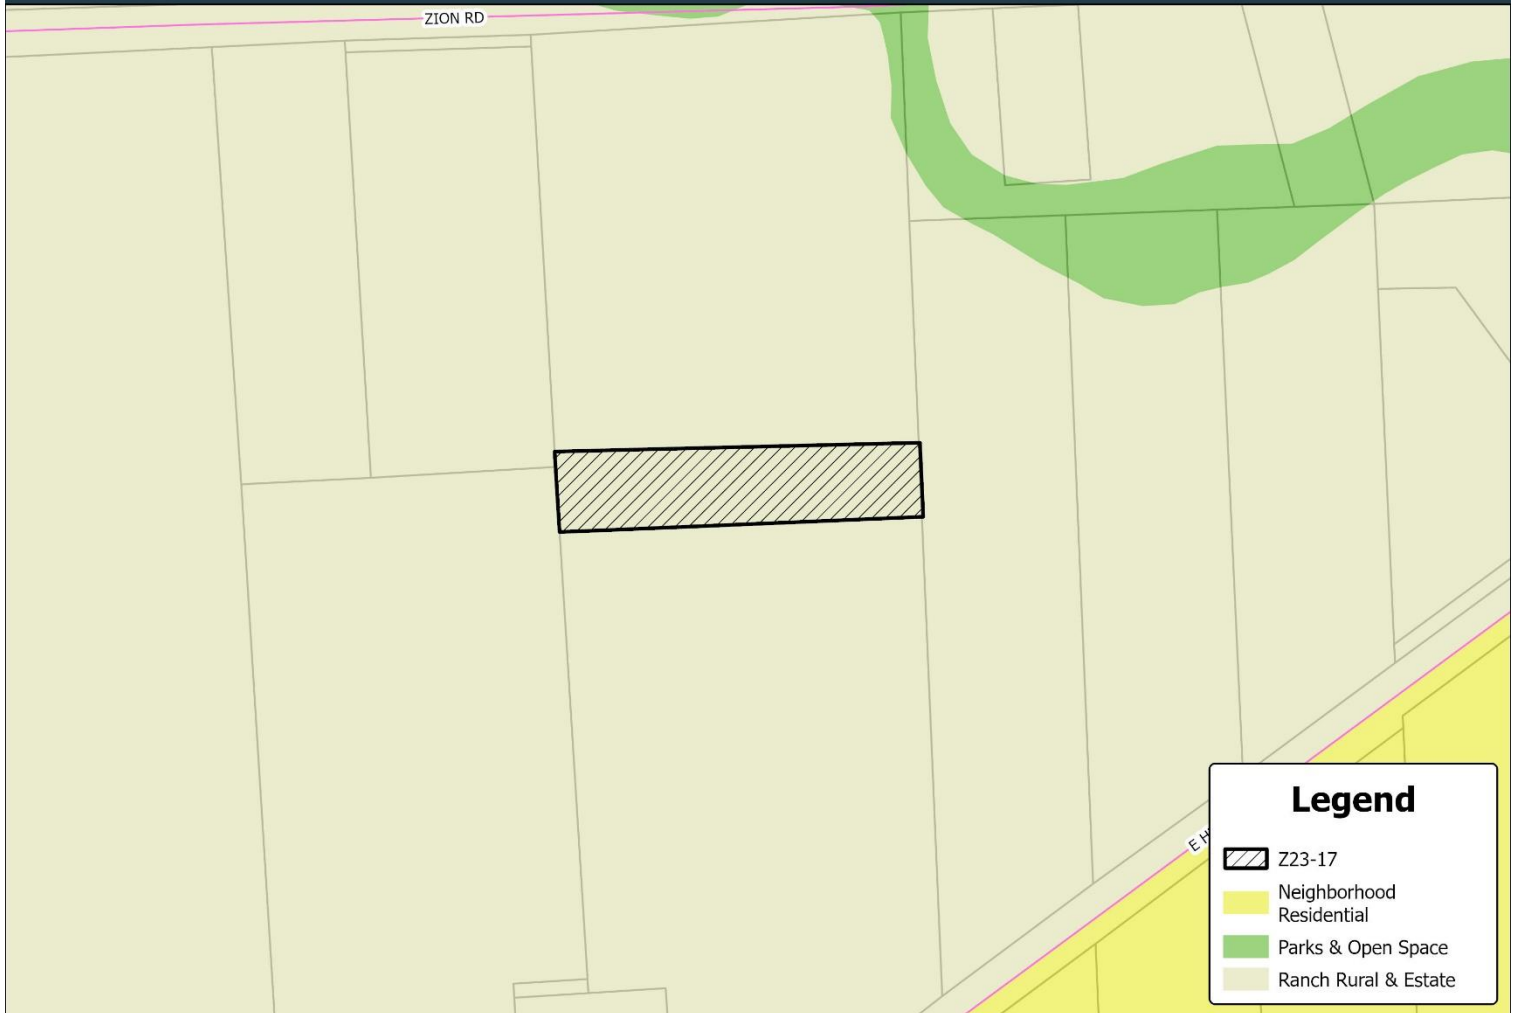 ZION RD
E H
Legend
Z23-17
Neighborhood
Residential
Parks & Open Space
Ranch Rural & Estate